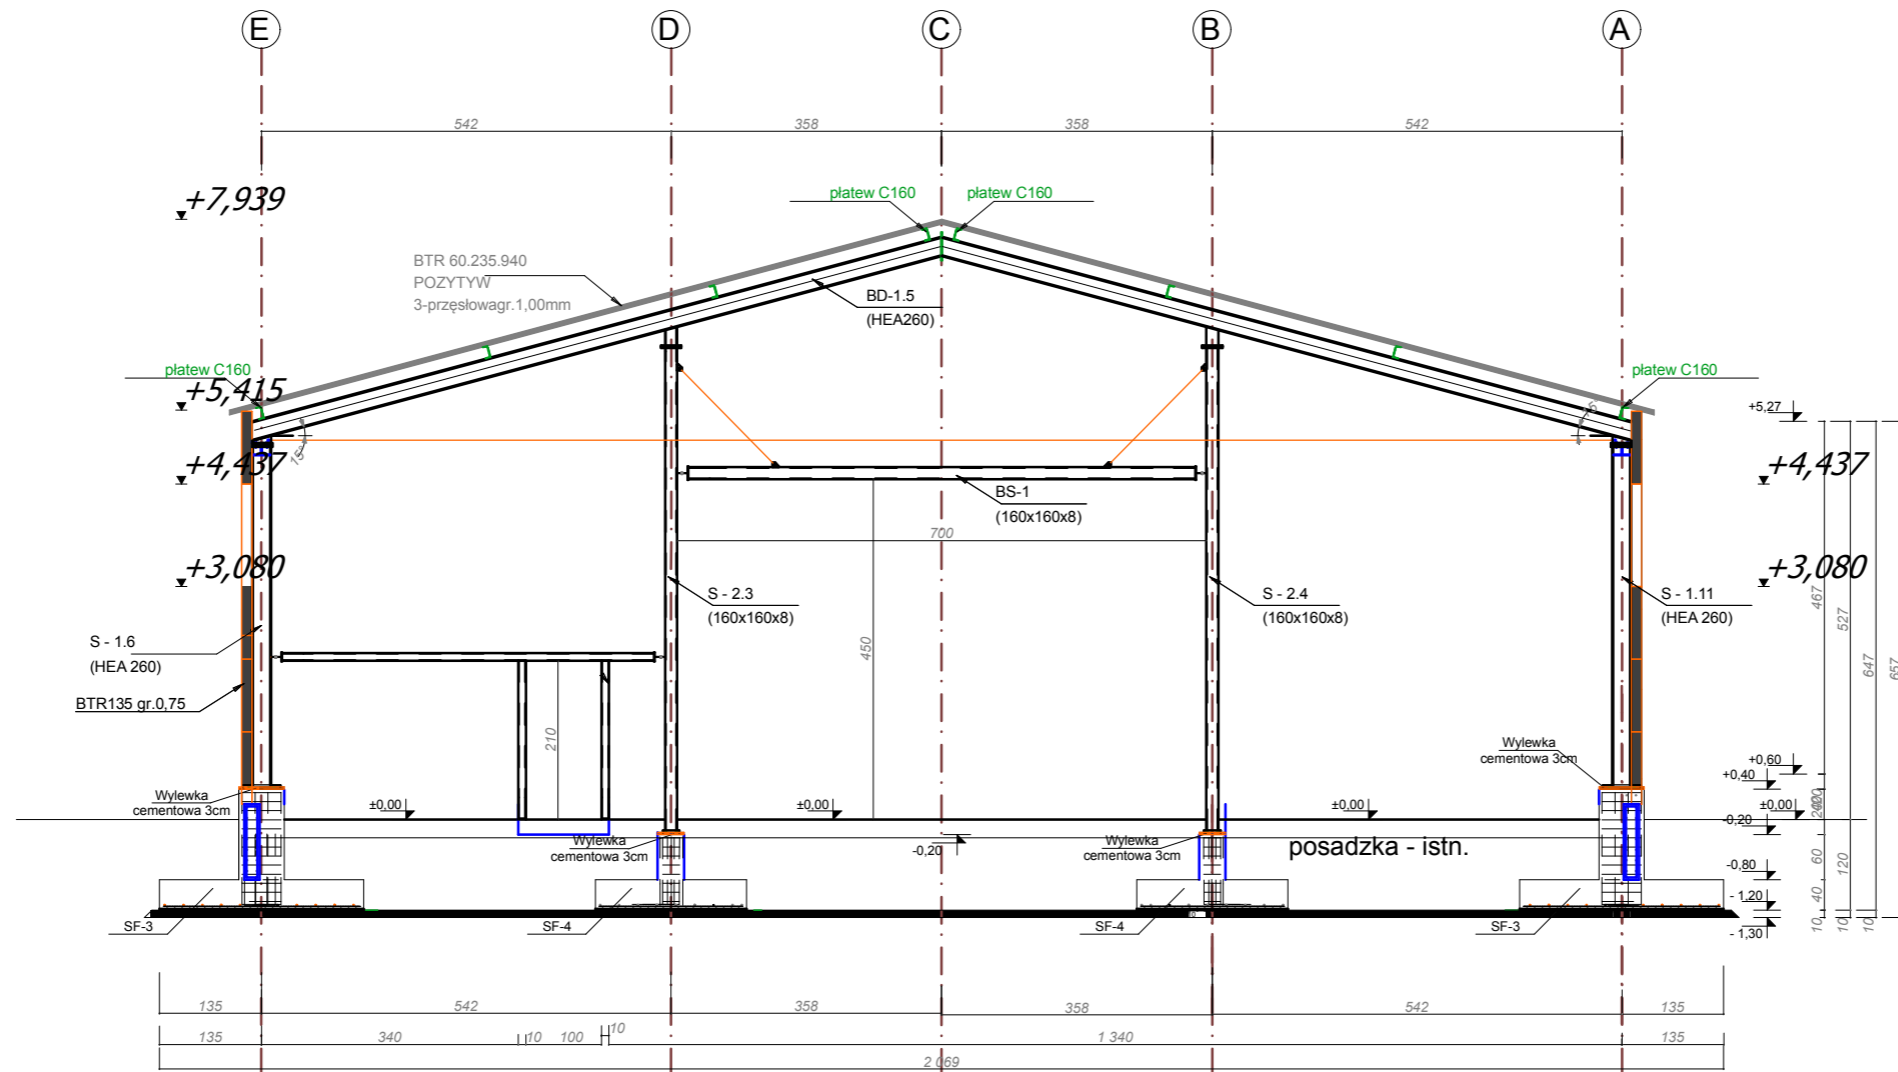 E
D
C
B
A
542
358
358
542
+7,939
płatew C160
płatew C160
BTR 60.235.940
POZYTYW
3-przęsłowagr.1,00mm
BD-1.5
(HEA260)
płatew C160
płatew C160
+5,415
+5,27
15°
+4,437
+4,437
BS-1
(160x160x8)
700
+3,080
+3,080
S - 2.3
(160x160x8)
S - 2.4
(160x160x8)
S - 1.11
(HEA 260)
467
527
647
657
S - 1.6
(HEA 260)
450
BTR135 gr.0,75
210
Wylewka
cementowa 3cm
+0,60
+0,40
Wylewka
cementowa 3cm
±0,00
±0,00
±0,00
±0,00
-0,20
Wylewka
cementowa 3cm
-0,20
Wylewka
cementowa 3cm
posadzka - istn.
-0,80
60
120
40
- 1,20
- 1,30
10
10
10
SF-3
SF-4
SF-4
SF-3
135
542
358
358
542
135
135
340
10
100
10
1 340
135
2 069